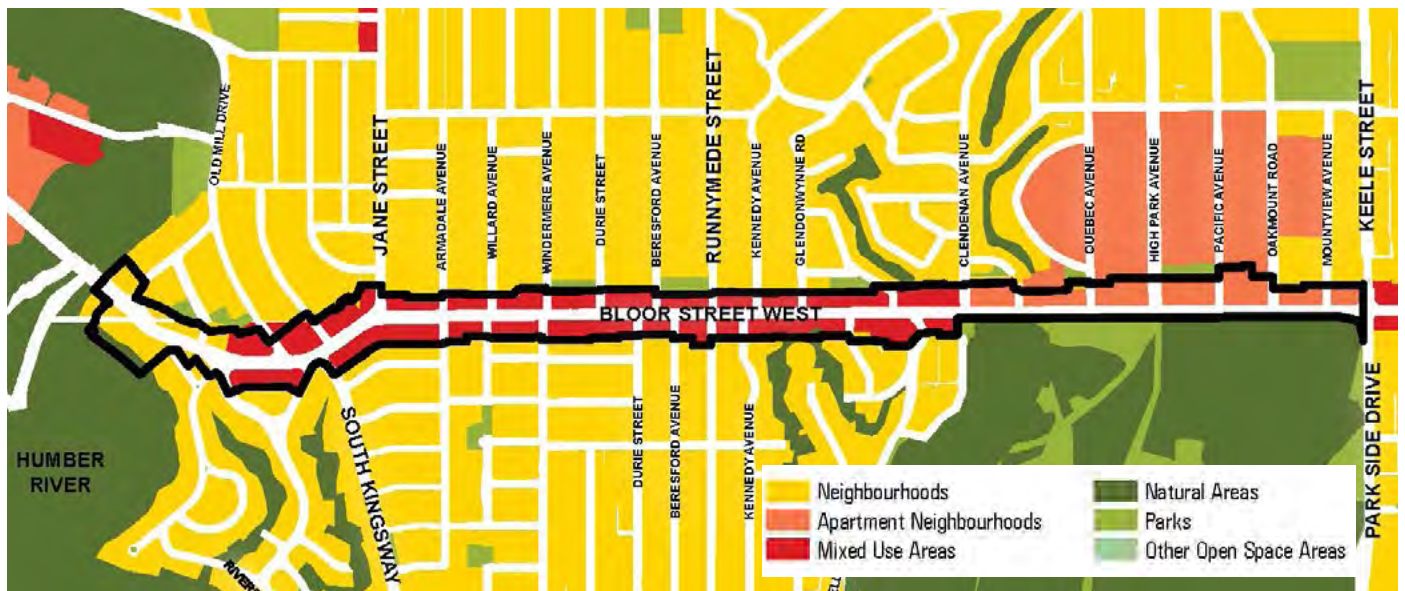 OLD MILL DRIVE
JANE STREET
ARMADALE AVENUE
WILLARD AVENUE
WINDERMERE AVENUE
DURIE STREET
BERESFORD AVENUE
RUNNYMEDE STREET
KENNEDY AVENUE
GLENDONWYNNE RD
CLENDENAN AVENUE
QUEBEC AVENUE
HIGH PARK AVENUE
PACIFIC AVENUE
OAKMOUNT ROAD
MOUNTVIEW AVENUE
KEELE STREET
BLOOR STREET WEST
HUMBER
RIVER
SOUTH KINGSWAY
DURIE STREET
BERESFORD AVENUE
KENNEDY AVENUE
PARK SIDE DRIVE
Neighbourhoods
Apartment Neighbourhoods
Mixed Use Areas
Natural Areas
Parks
Other Open Space Areas